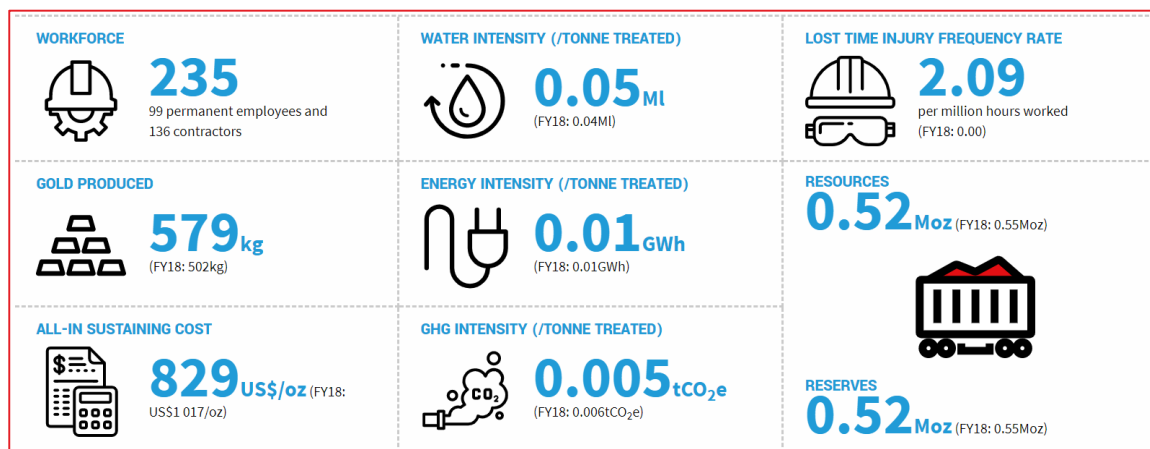 WORKFORCE
235
99 permanent employees and
136 contractors
WATER INTENSITY (/TONNE TREATED)
0.05Ml
(FY18: 0.04Ml)
LOST TIME INJURY FREQUENCY RATE
2.09
per million hours worked
(FY18: 0.00)
GOLD PRODUCED
579kg
(FY18: 502kg)
ENERGY INTENSITY (/TONNE TREATED)
0.01GWh
(FY18: 0.01GWh)
RESOURCES
0.52Moz (FY18: 0.55Moz)
ALL-IN SUSTAINING COST
$
829US$/oz (FY18:
US$1 017/oz)
GHG INTENSITY (/TONNE TREATED)
CO₂
0.005tCO₂e
(FY18: 0.006tCO₂e)
RESERVES
0.52Moz (FY18: 0.55Moz)